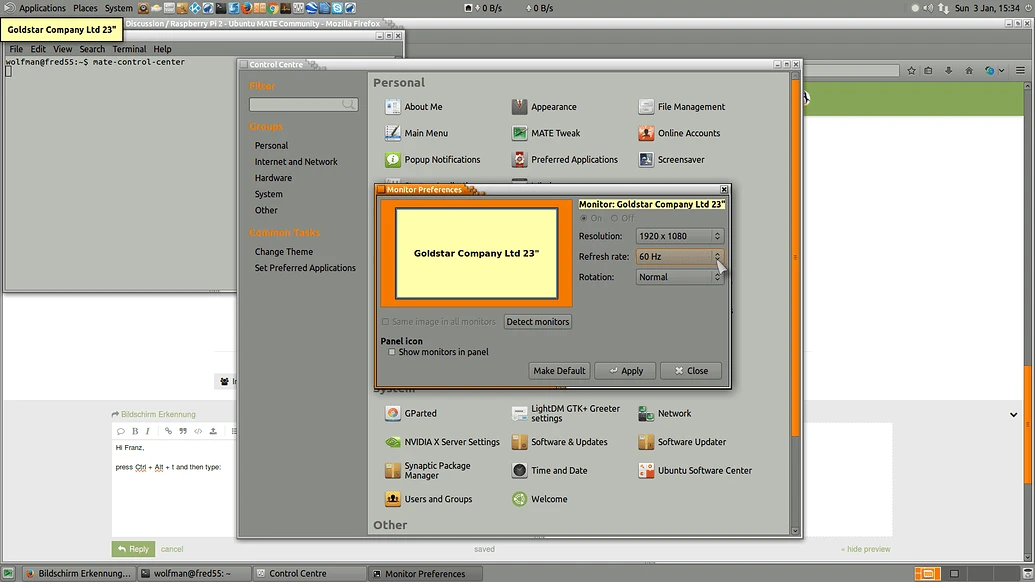 Applications Places System
0 B/s
0 B/s
Sun 3 Jan, 15:34
Discussion / Raspberry Pi 2 - Ubuntu MATE Community - Mozilla Firefox
Goldstar Company Ltd 23"
File Edit View Search Terminal Help
wolfman@fred55:~$ mate-control-center
Control Centre
Filter
Groups
Personal
Internet and Network
Hardware
System
Other
Common Tasks
Change Theme
Set Preferred Applications
Personal
About Me
Appearance
File Management
Main Menu
MATE Tweak
Online Accounts
Popup Notifications
Preferred Applications
Screensaver
Monitor Preferences
Goldstar Company Ltd 23"
Monitor: Goldstar Company Ltd 23"
On Off
Resolution: 1920 x 1080
Refresh rate: 60 Hz
Rotation: Normal
Same image in all monitors
Detect monitors
Panel icon
Show monitors in panel
Make Default
Apply
Close
System
GParted
LightDM GTK+ Greeter
settings
Network
NVIDIA X Server Settings
Software & Updates
Software Updater
Synaptic Package
Manager
Time and Date
Ubuntu Software Center
Users and Groups
Welcome
Other
Bildschirm Erkennung
B I
Hi Franz,
press Ctrl + Alt + t and then type:
Reply
cancel
saved
« hide preview
Bildschirm Erkennung...
wolfman@fred55: ~
Control Centre
Monitor Preferences